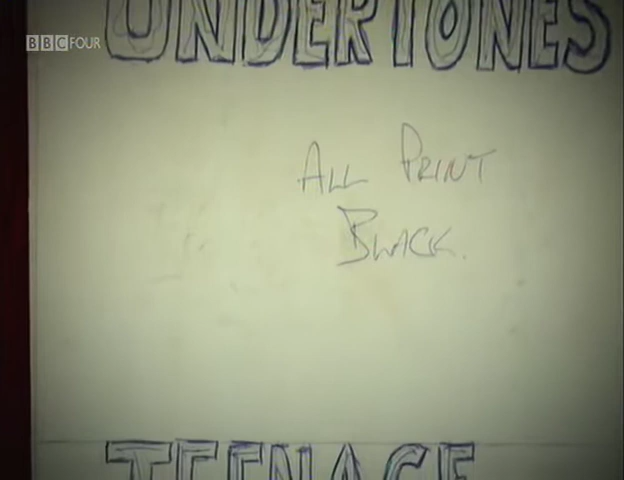 BBC FOUR
UNDERTONES
ALL PRINT
BLACK.
TEENAGE